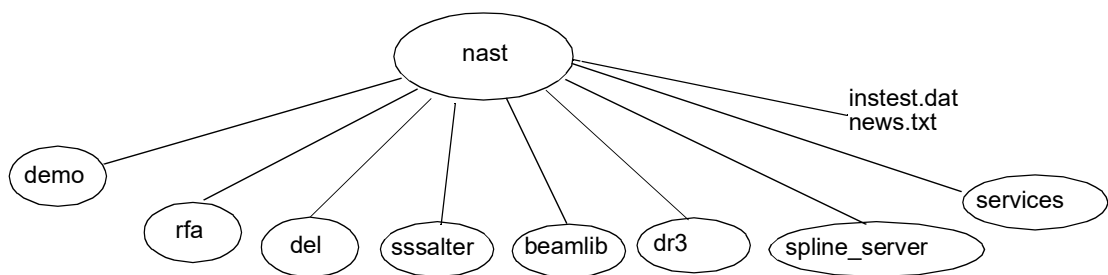 nast
instest.dat
news.txt
demo
services
rfa
del
sssalter
beamlib
dr3
spline_server